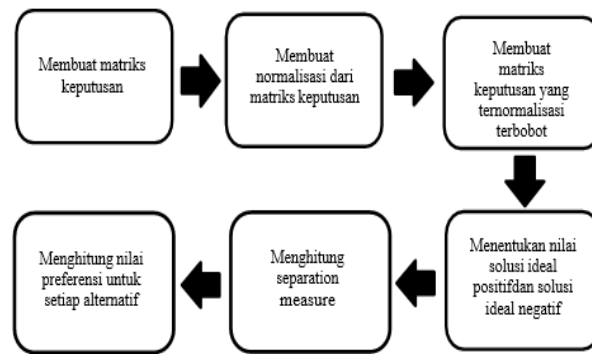 Membuat matriks
keputusan
Membuat
normalisasi dari
matriks keputusan
Membuat
matriks
keputusan yang
ternormalisasi
terbobot
Menentukan nilai
solusi ideal
positifdan solusi
ideal negatif
Menghitung
separation
measure
Menghitung nilai
preferensi untuk
setiap alternatif